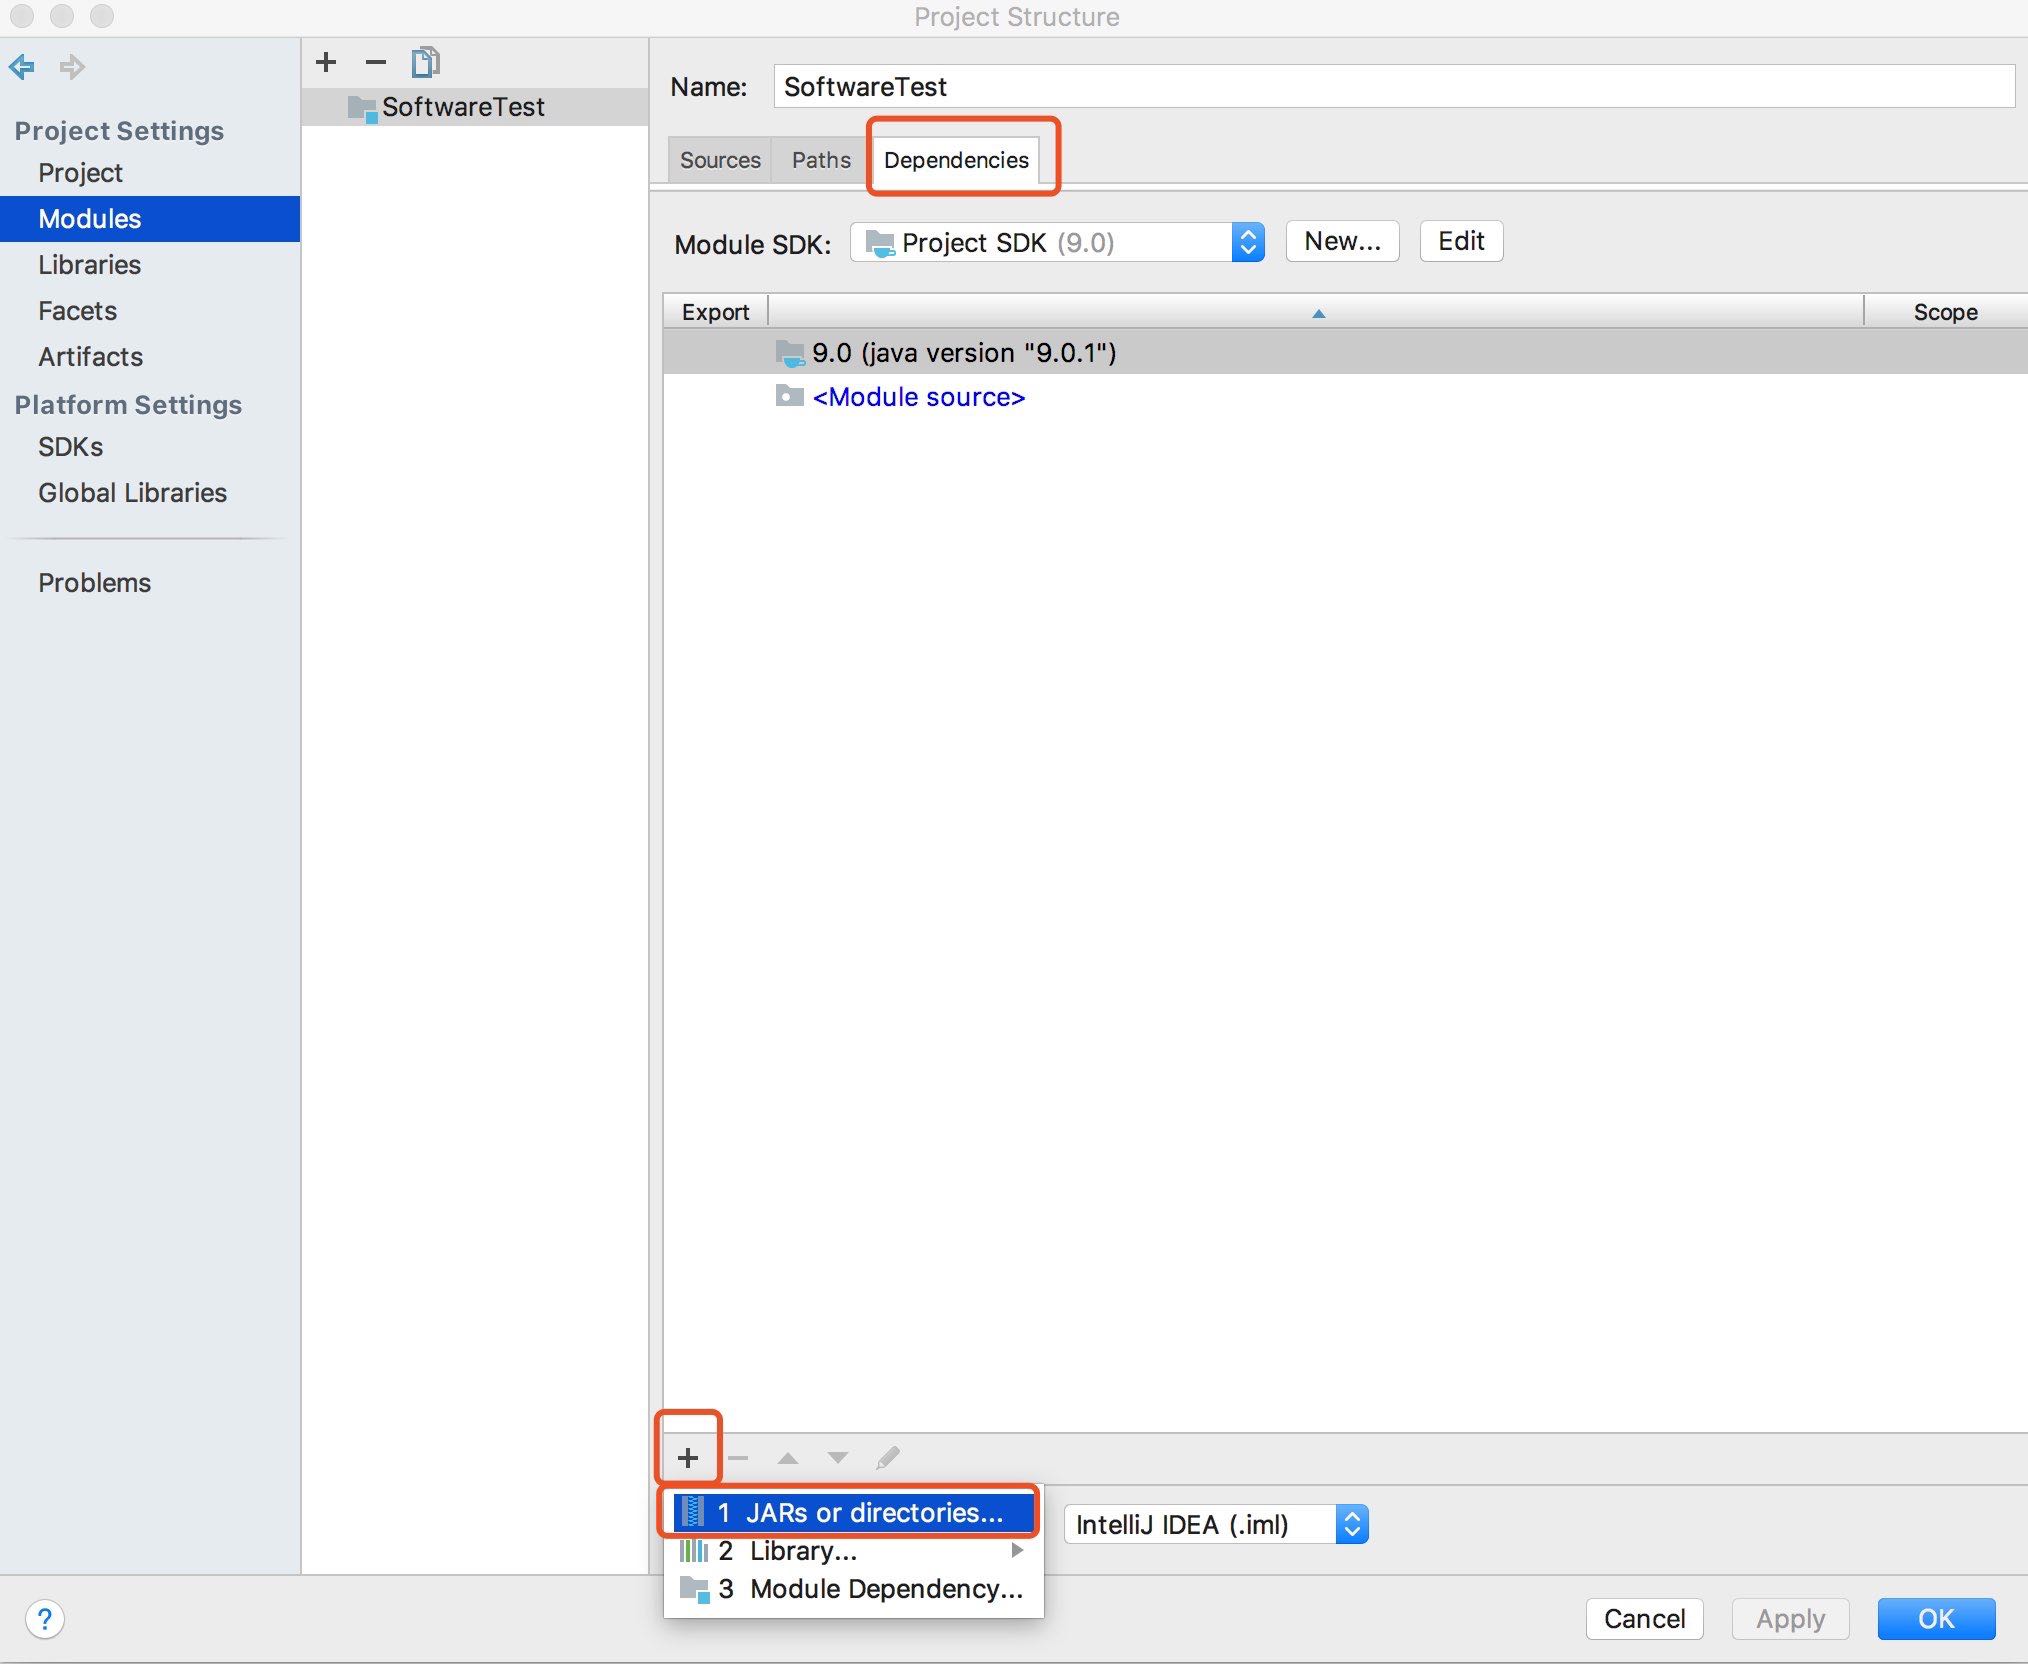 Project Structure
Project Settings
Project
Modules
Libraries
Facets
Artifacts
Platform Settings
SDKs
Global Libraries
Problems
SoftwareTest
Name: SoftwareTest
Sources Paths Dependencies
Module SDK: Project SDK (9.0) New... Edit
Export Scope
9.0 (java version "9.0.1")
<Module source>
1 JARs or directories...
2 Library...
3 Module Dependency...
IntelliJ IDEA (.iml)
? Cancel Apply OK